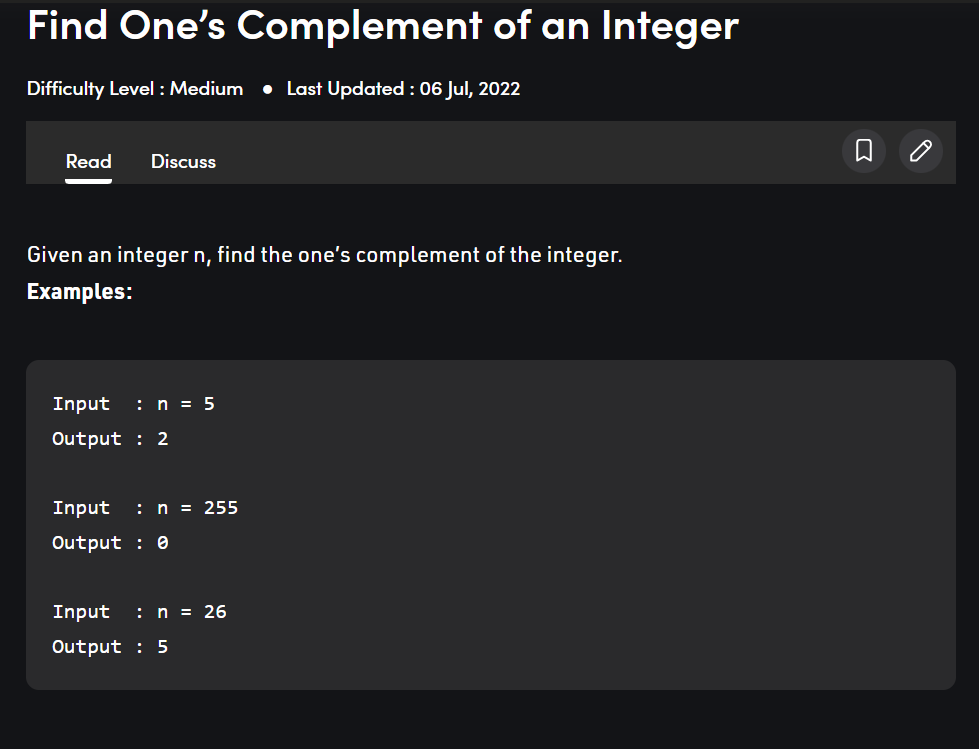 Find One’s Complement of an Integer
Difficulty Level : Medium ● Last Updated : 06 Jul, 2022
Read Discuss
Given an integer n, find the one’s complement of the integer.
Examples:
Input  : n = 5
Output : 2
Input  : n = 255
Output : 0
Input  : n = 26
Output : 5